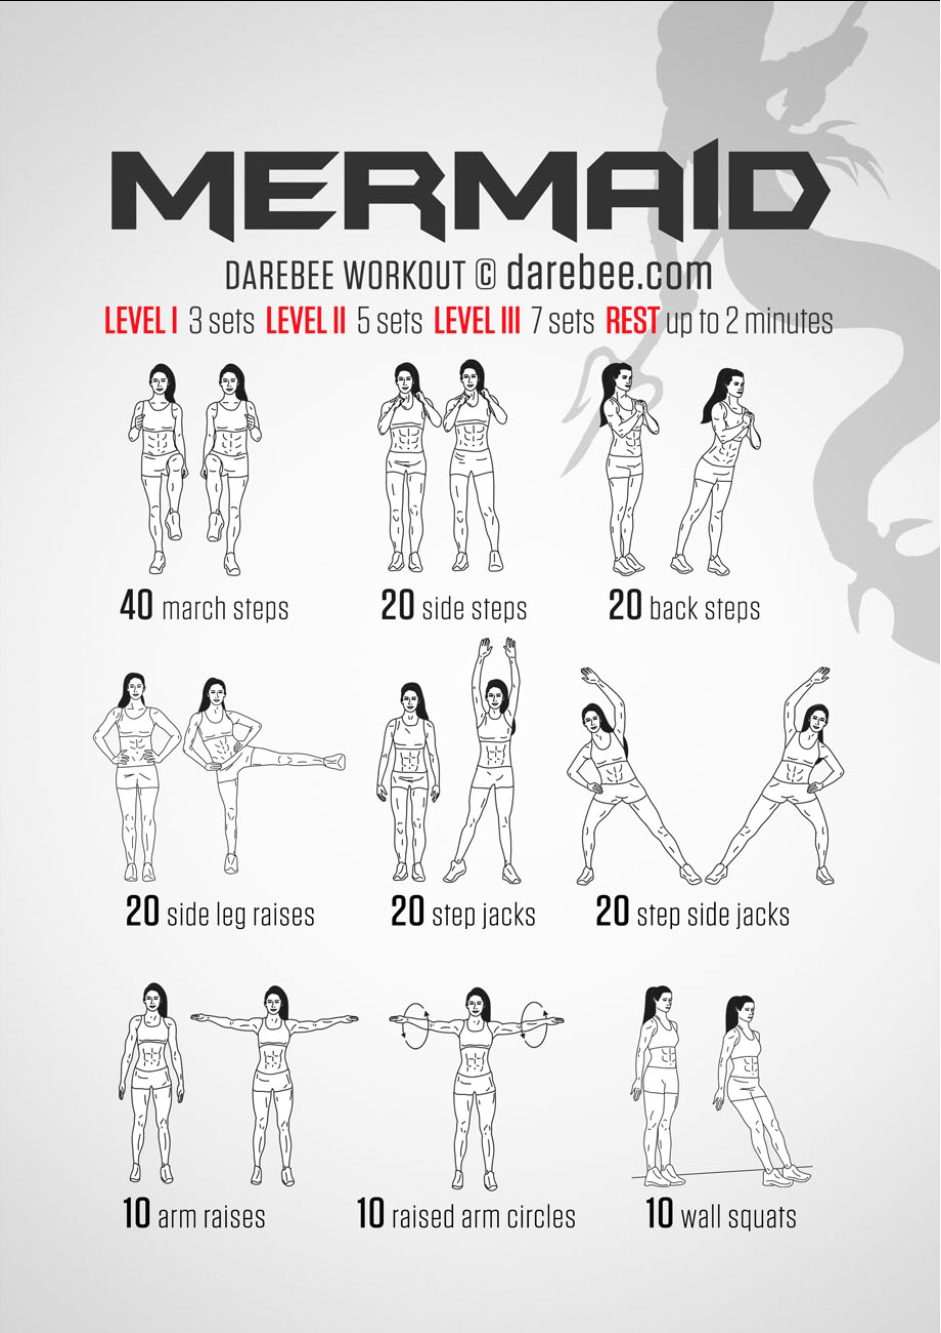 MERMAID
DAREBEE WORKOUT © darebee.com
LEVEL I 3 sets LEVEL II 5 sets LEVEL III 7 sets REST up to 2 minutes
40 march steps
20 side steps
20 back steps
20 side leg raises
20 step jacks
20 step side jacks
10 arm raises
10 raised arm circles
10 wall squats